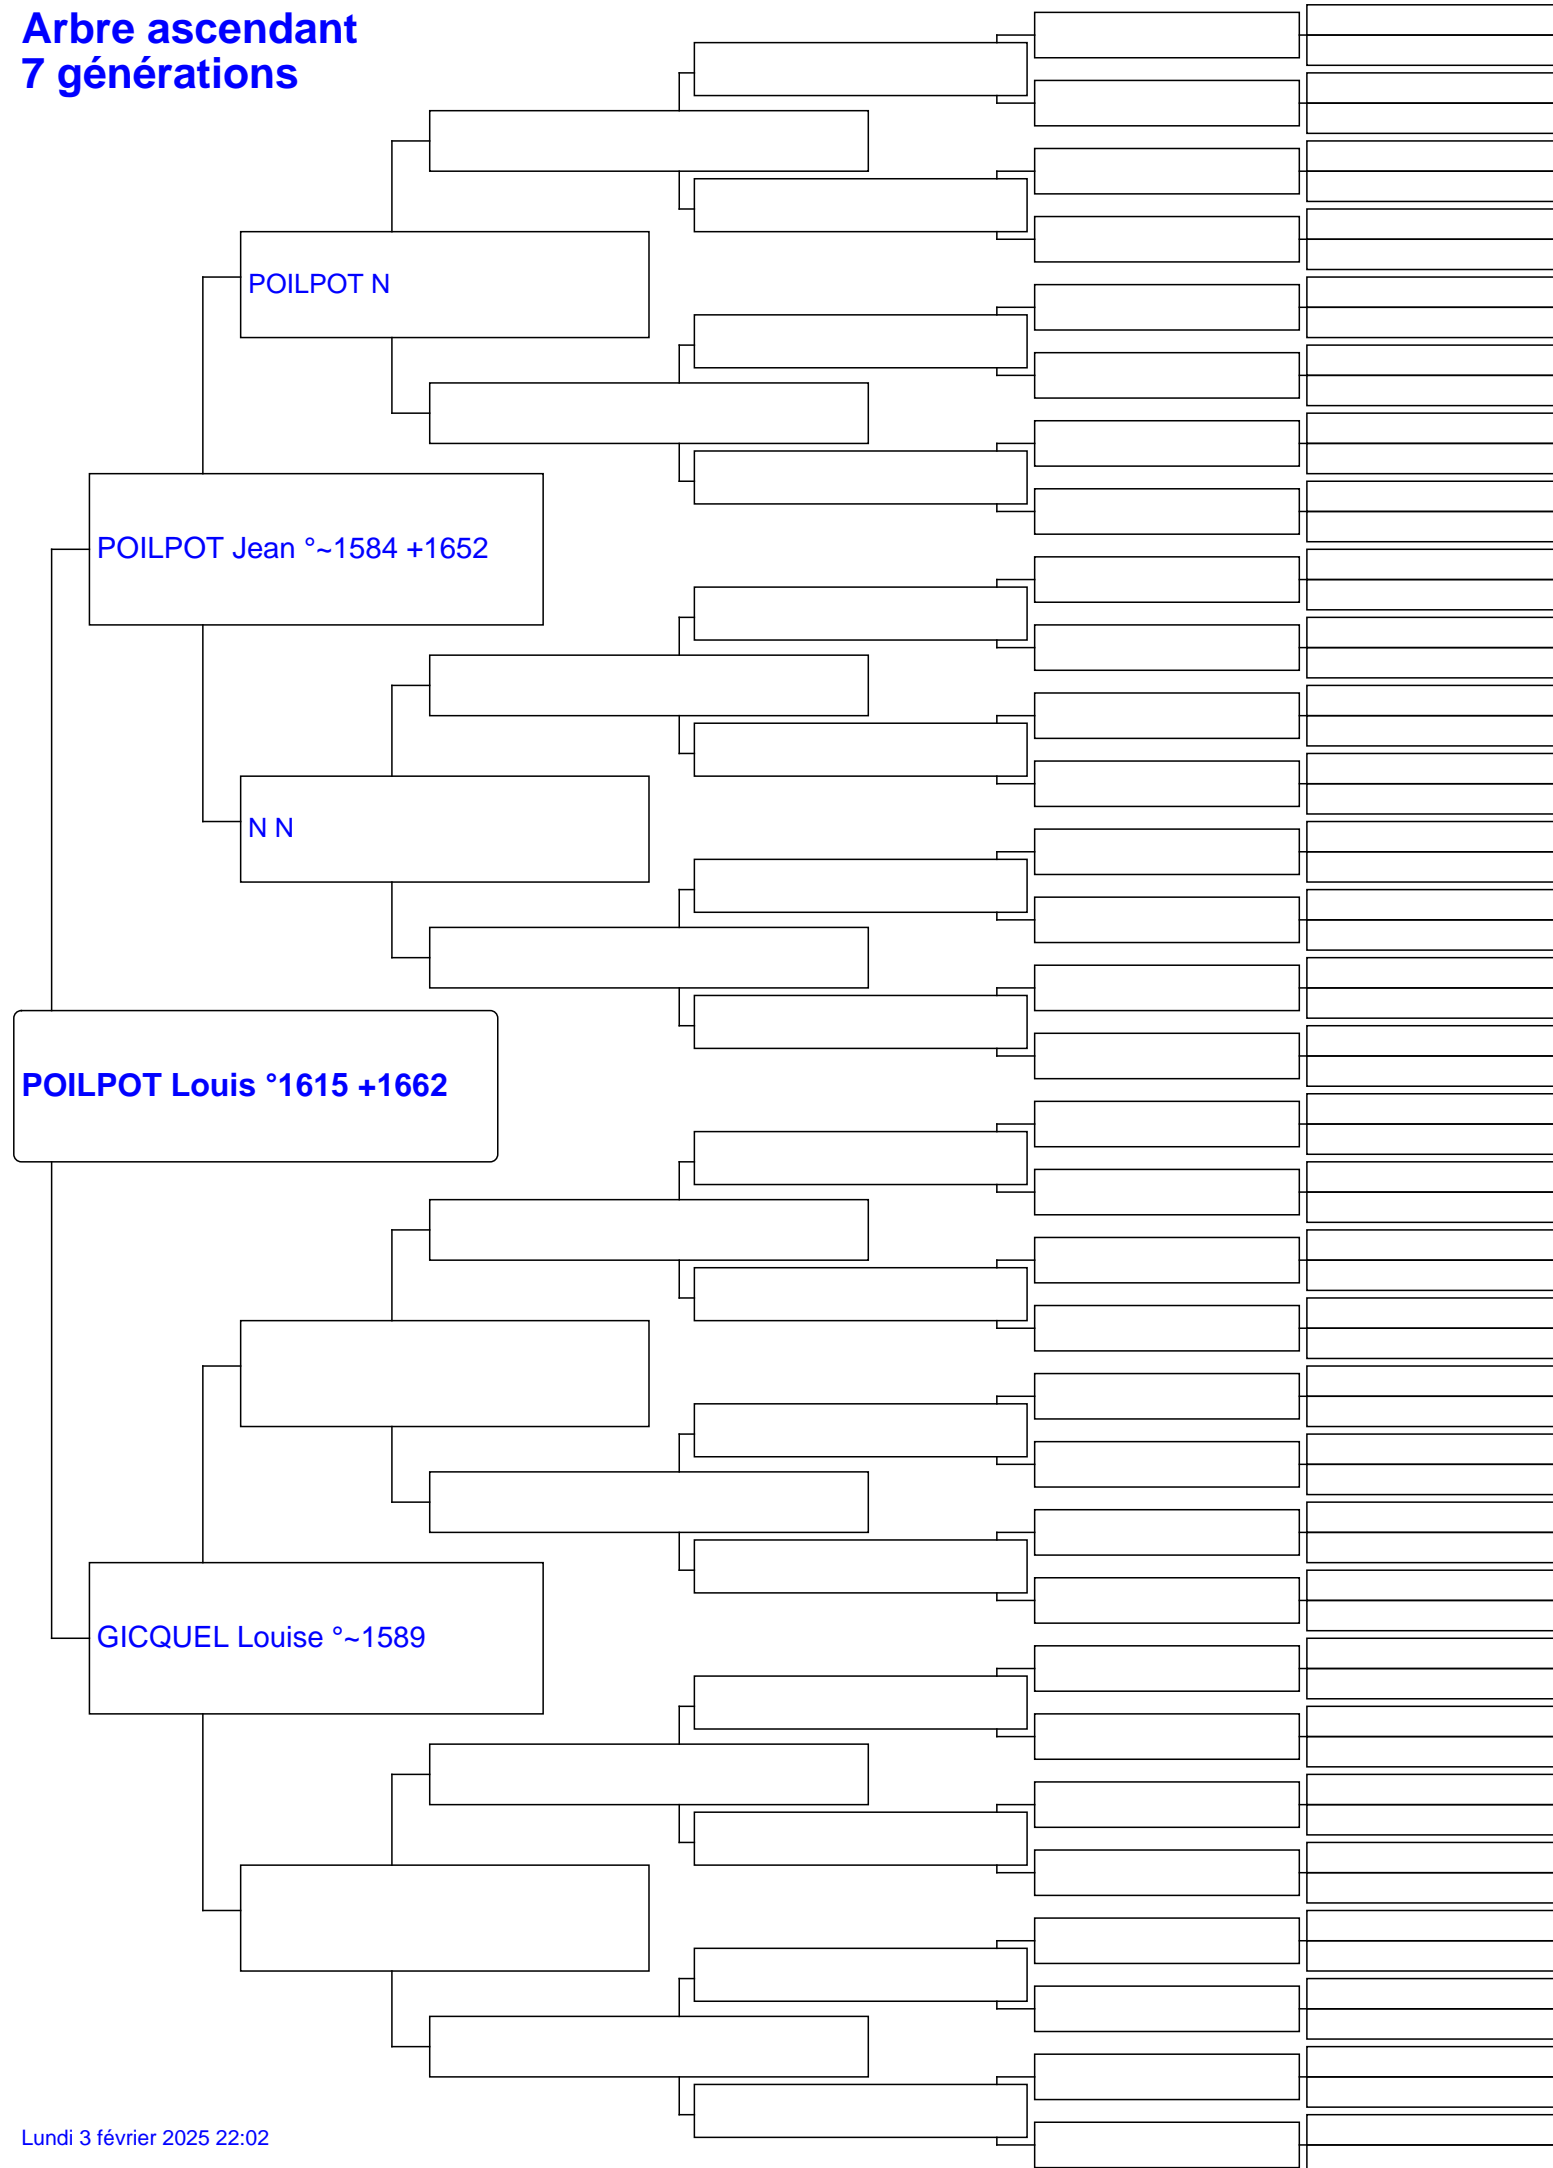 Arbre ascendant
7 générations
POILPOT N
POILPOT Jean °~1584 +1652
N N
POILPOT Louis °1615 +1662
GICQUEL Louise °~1589
Lundi 3 février 2025 22:02